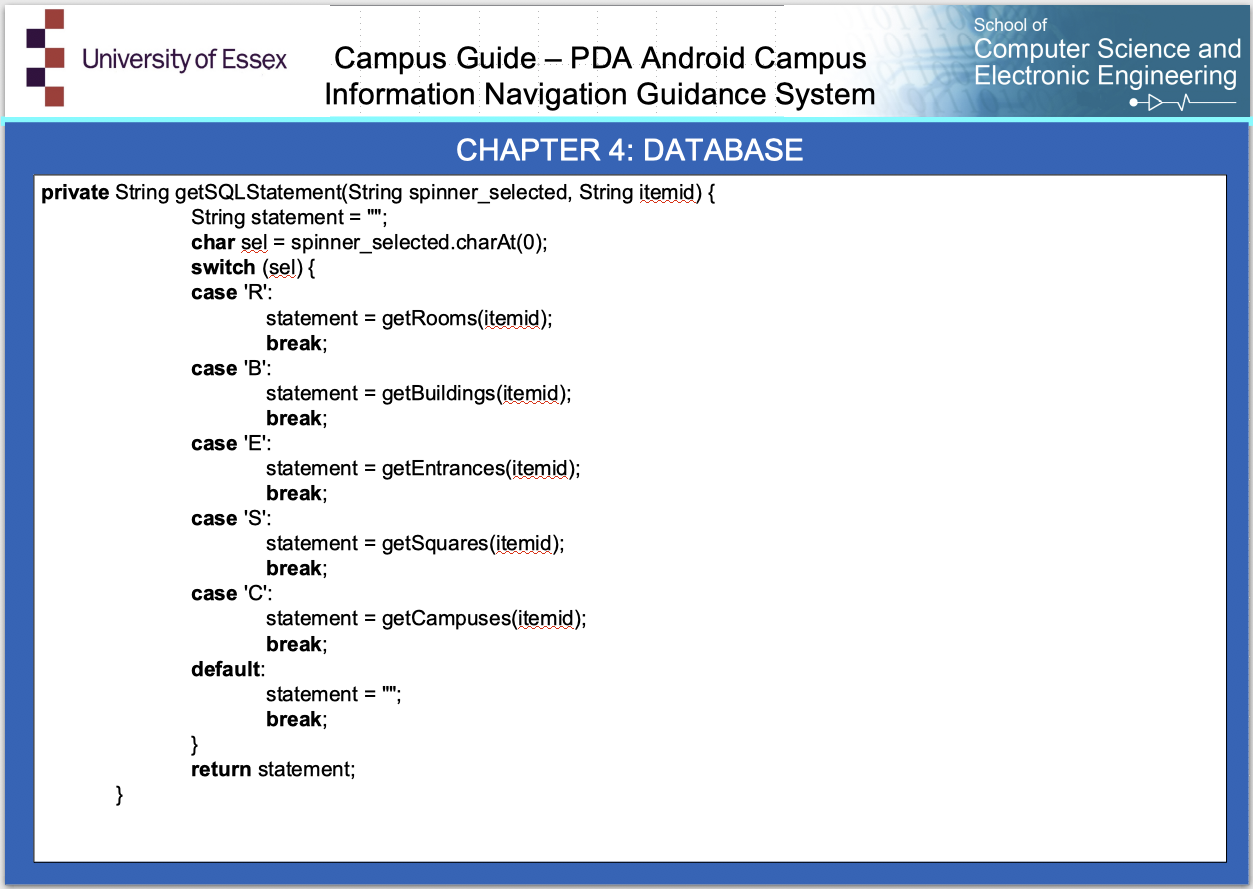 University of Essex
Campus Guide – PDA Android Campus
Information Navigation Guidance System
School of
Computer Science and
Electronic Engineering
CHAPTER 4: DATABASE
private String getSQLStatement(String spinner_selected, String itemid) {
String statement = "";
char sel = spinner_selected.charAt(0);
switch (sel) {
case 'R':
statement = getRooms(itemid);
break;
case 'B':
statement = getBuildings(itemid);
break;
case 'E':
statement = getEntrances(itemid);
break;
case 'S':
statement = getSquares(itemid);
break;
case 'C':
statement = getCampuses(itemid);
break;
default:
statement = "";
break;
}
return statement;
}